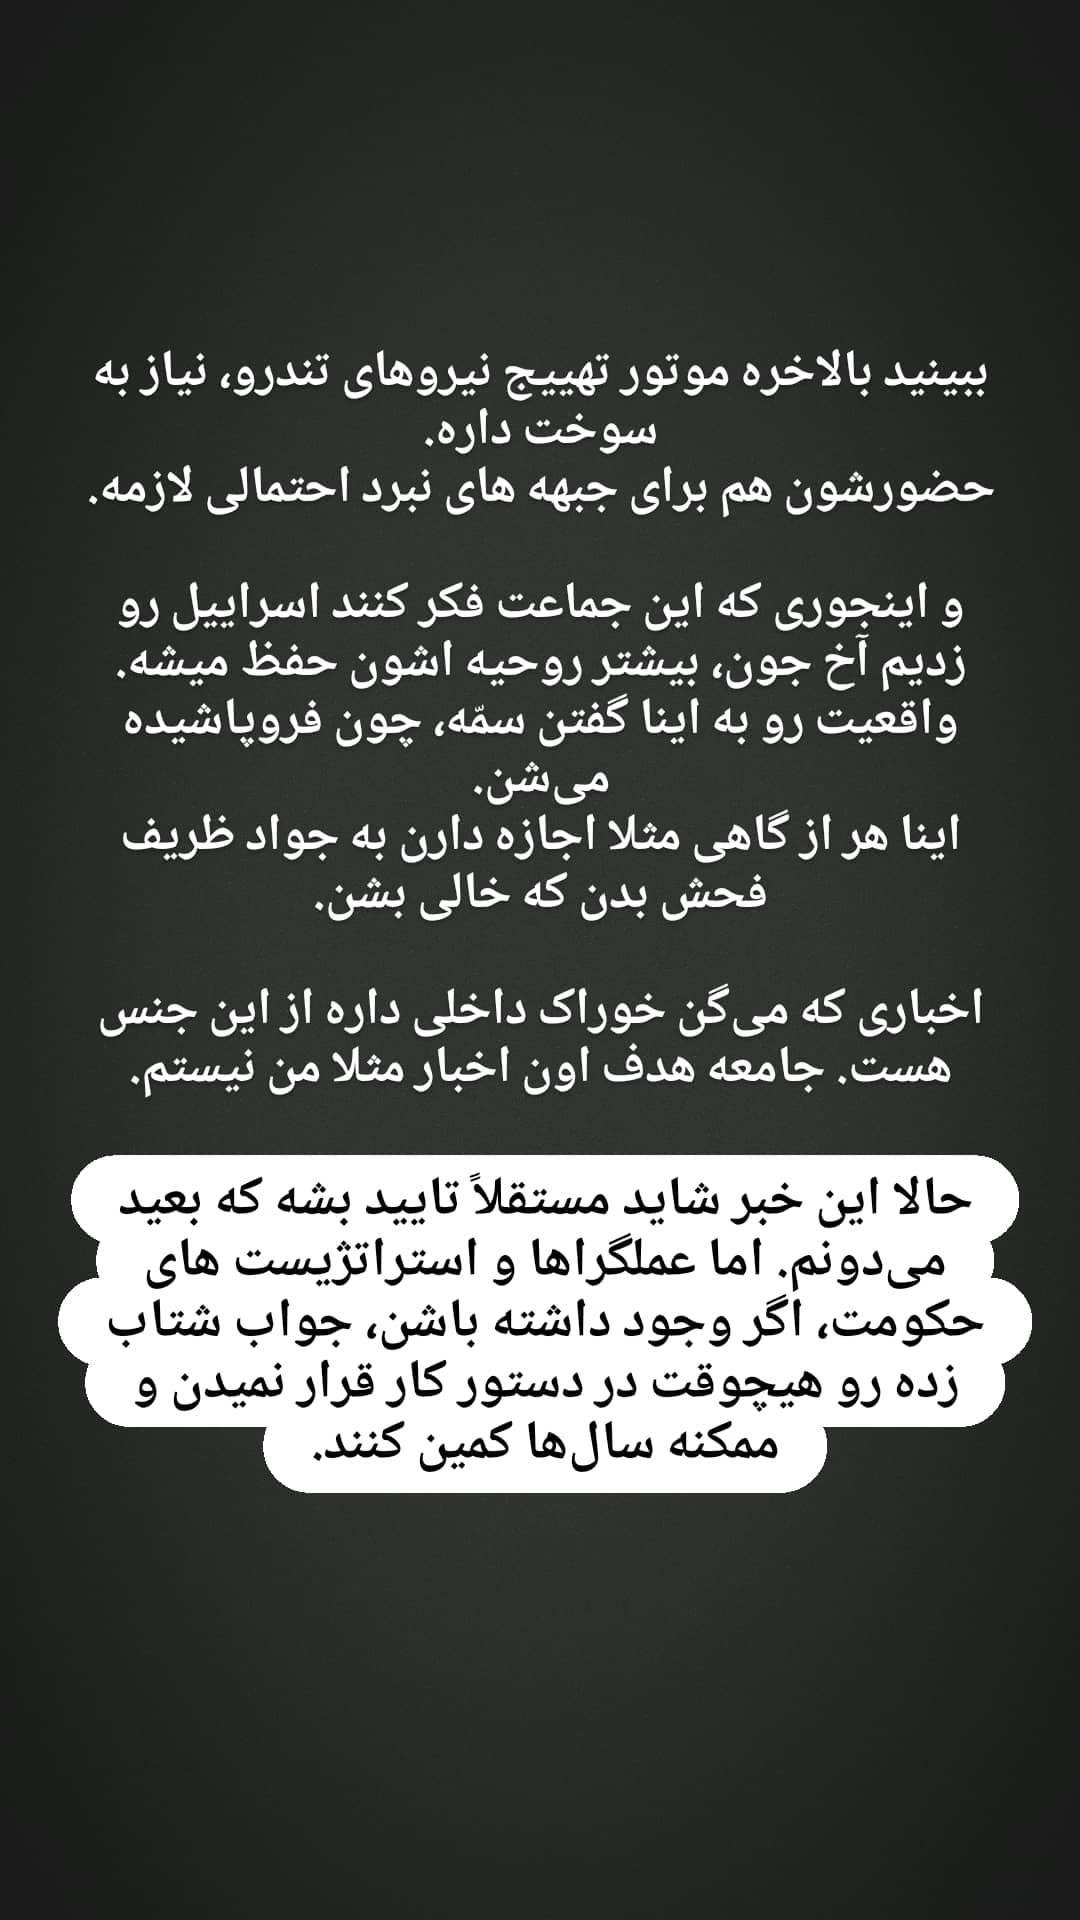 ببینید بالاخره موتور تهییج نیروهای تندرو، نیاز به
سوخت داره.
حضورشون هم برای جبهه های نبرد احتمالی لازمه.
و اینجوری که این جماعت فکر کنند اسراییل رو
زدیم آخ جون، بیشتر روحیه اشون حفظ میشه.
واقعیت رو به اینا گفتن سمّه، چون فروپاشیده
می‌شن.
اینا هر از گاهی مثلا اجازه دارن به جواد ظریف
فحش بدن که خالی بشن.
اخباری که می‌گن خوراک داخلی داره از این جنس
هست. جامعه هدف اون اخبار مثلا من نیستم.
حالا این خبر شاید مستقلاً تایید بشه که بعید
می‌دونم. اما عملگراها و استراتژیست های
حکومت، اگر وجود داشته باشن، جواب شتاب
زده رو هیچوقت در دستور کار قرار نمیدن و
ممکنه سال‌ها کمین کنند.